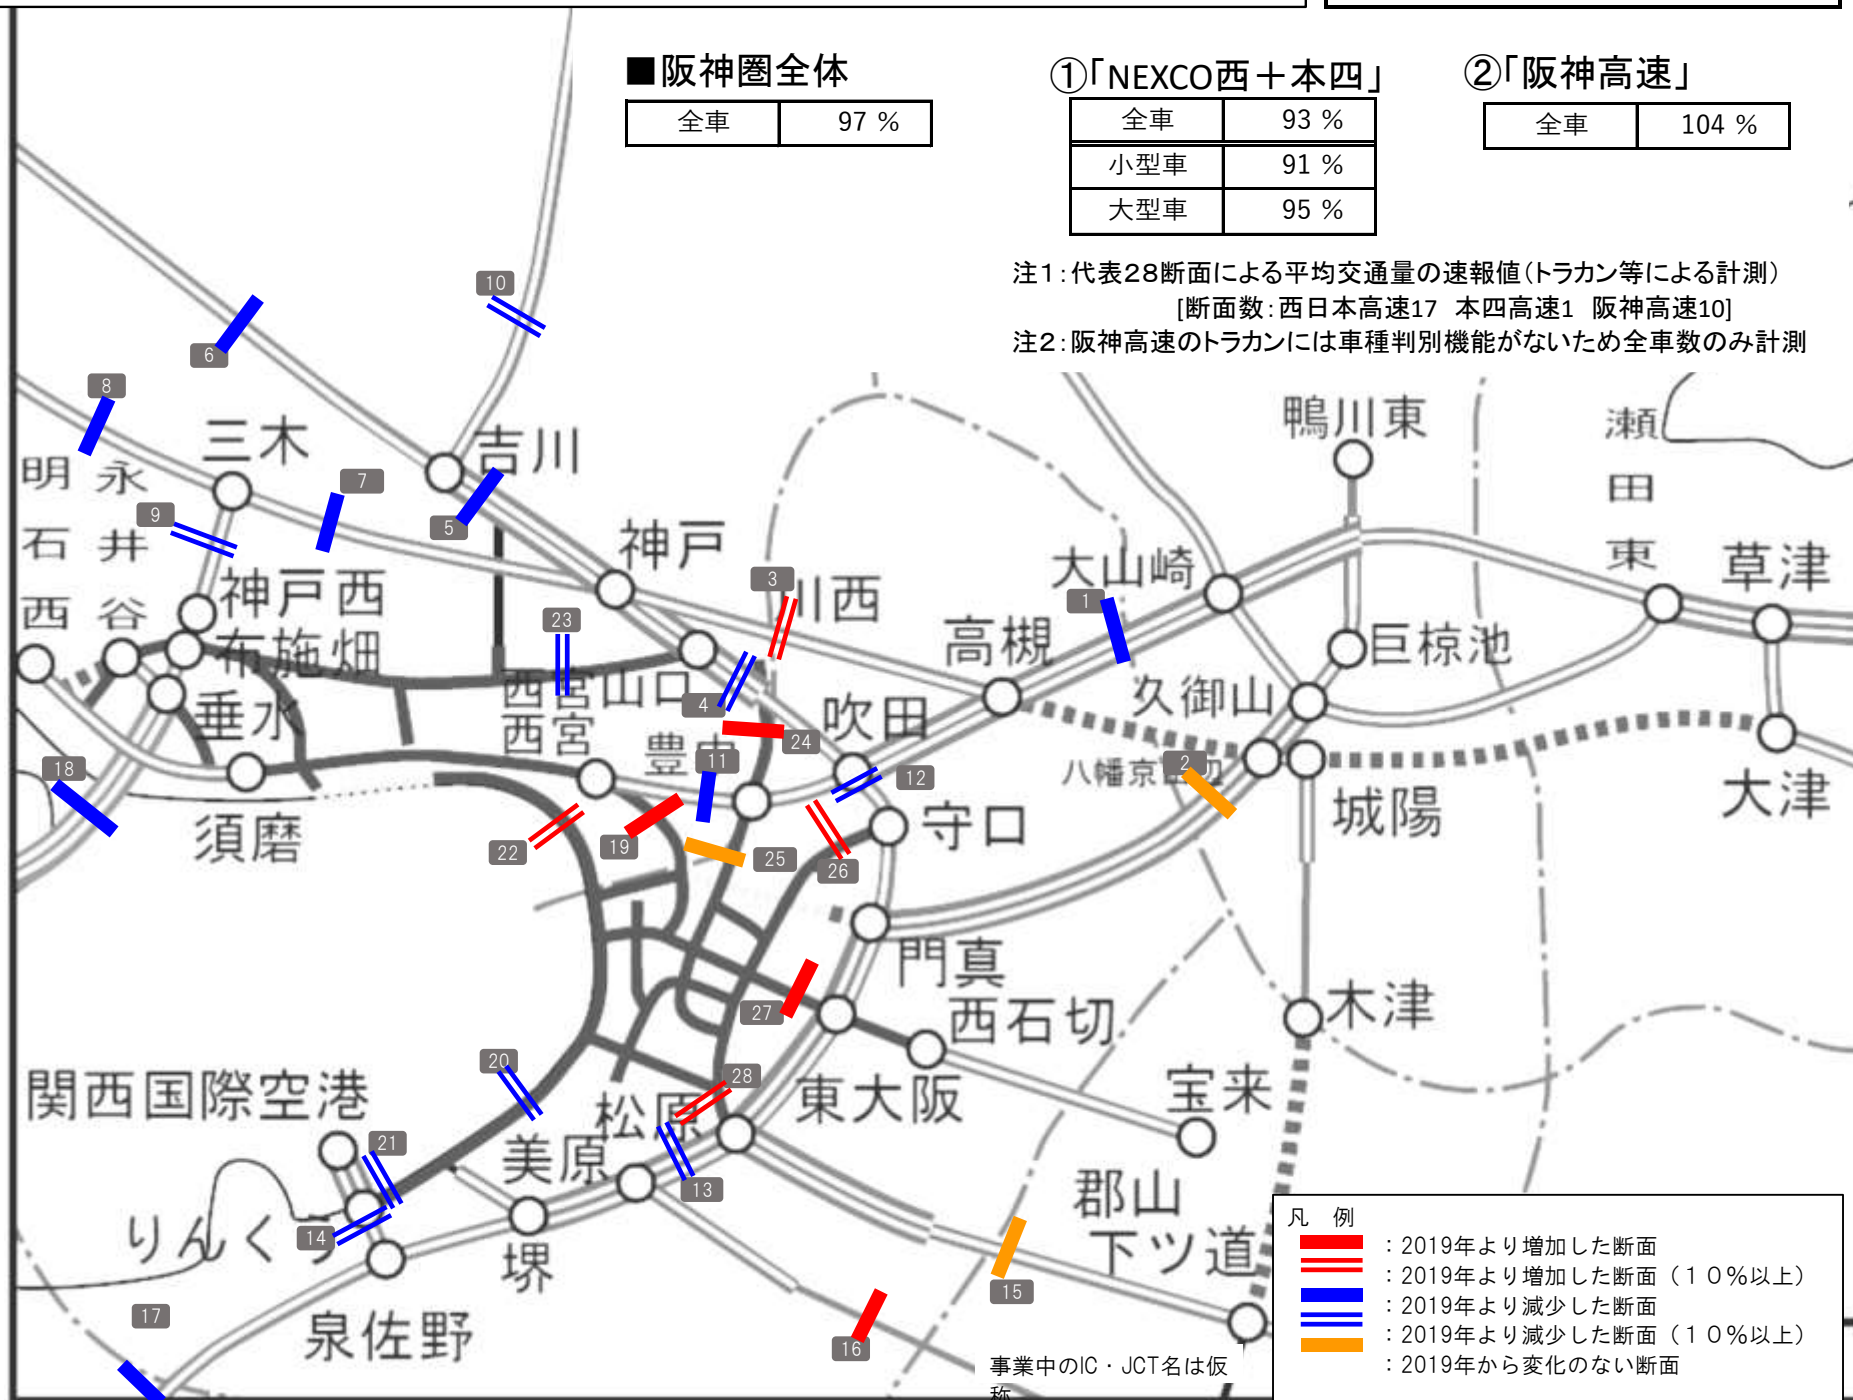 ■阪神圏全体
全車 97 %
①「NEXCO西＋本四」
全車 93 %
小型車 91 %
大型車 95 %
②「阪神高速」
全車 104 %
注1：代表28断面による平均交通量の速報値（トラカン等による計測）
[断面数：西日本高速17 本四高速1 阪神高速10]
注2：阪神高速のトラカンには車種判別機能がないため全車数のみ計測
10
6
8
三木
吉川
鴨川東
瀬田東
明石西
永井谷
7
9
5
神戸
神戸西
布施畑
3
川西
大山崎
1
草津
23
高槻
巨椋池
西宮山口
西宮
4
久御山
垂水
吹田
24
豊中
11
12
八幡京田辺
2
18
大津
城陽
須磨
守口
22
19
25
26
門真
27
西石切
木津
20
28
関西国際空港
松原
東大阪
宝来
21
美原
13
郡山
下ツ道
14
りんくう
堺
15
17
泉佐野
16
事業中のIC・JCT名は仮
称
凡 例
：2019年より増加した断面
：2019年より増加した断面（１０％以上）
：2019年より減少した断面
：2019年より減少した断面（１０％以上）
：2019年から変化のない断面